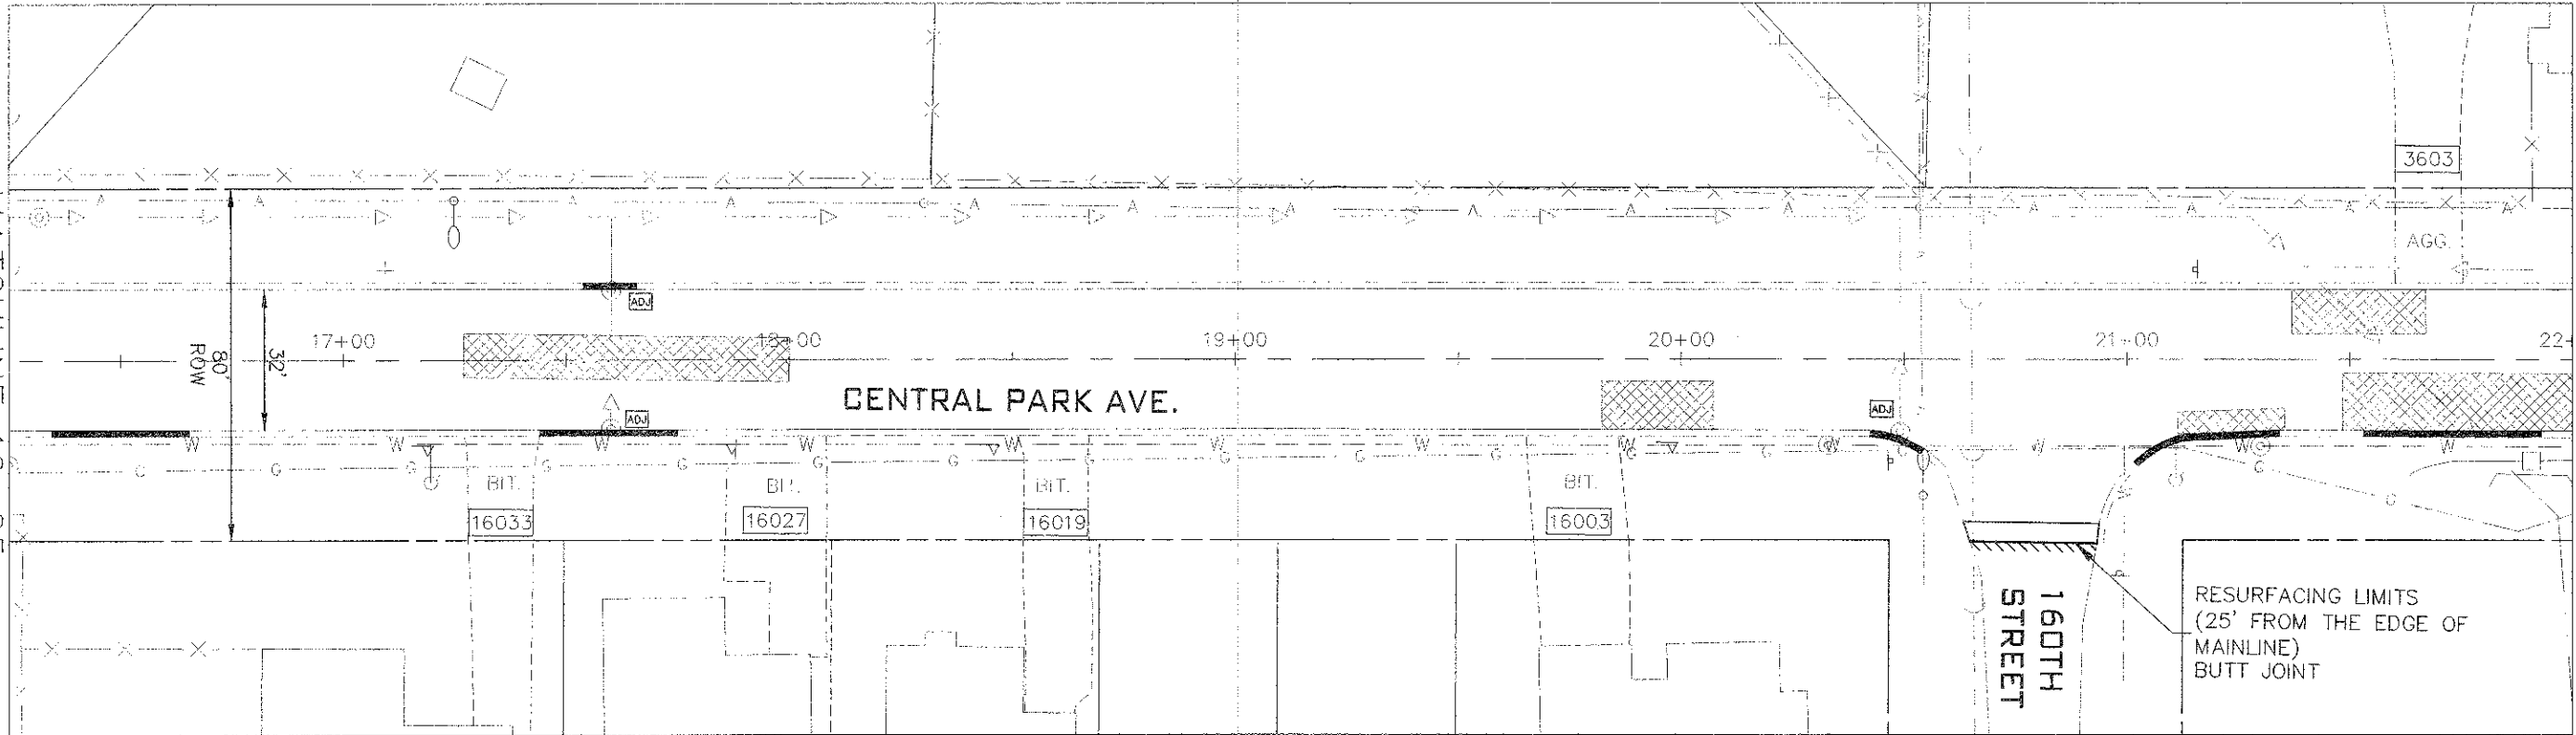 3603
AGG.
ADJ
17+00
18+00
19+00
20+00
21+00
22+
32'
80'
ROW
CENTRAL PARK AVE.
ADJ
ADJ
BIT.
BIT.
BIT.
BIT.
16033
16027
16019
16003
160TH
STREET
RESURFACING LIMITS
(25' FROM THE EDGE OF
MAINLINE)
BUTT JOINT